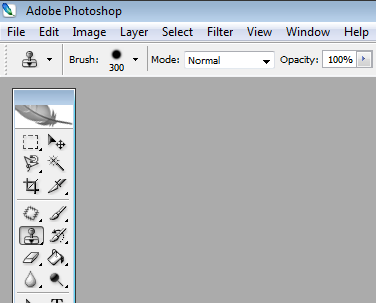 Adobe Photoshop
File Edit Image Layer Select Filter View Window Help
Brush: 300 Mode: Normal Opacity: 100%
T